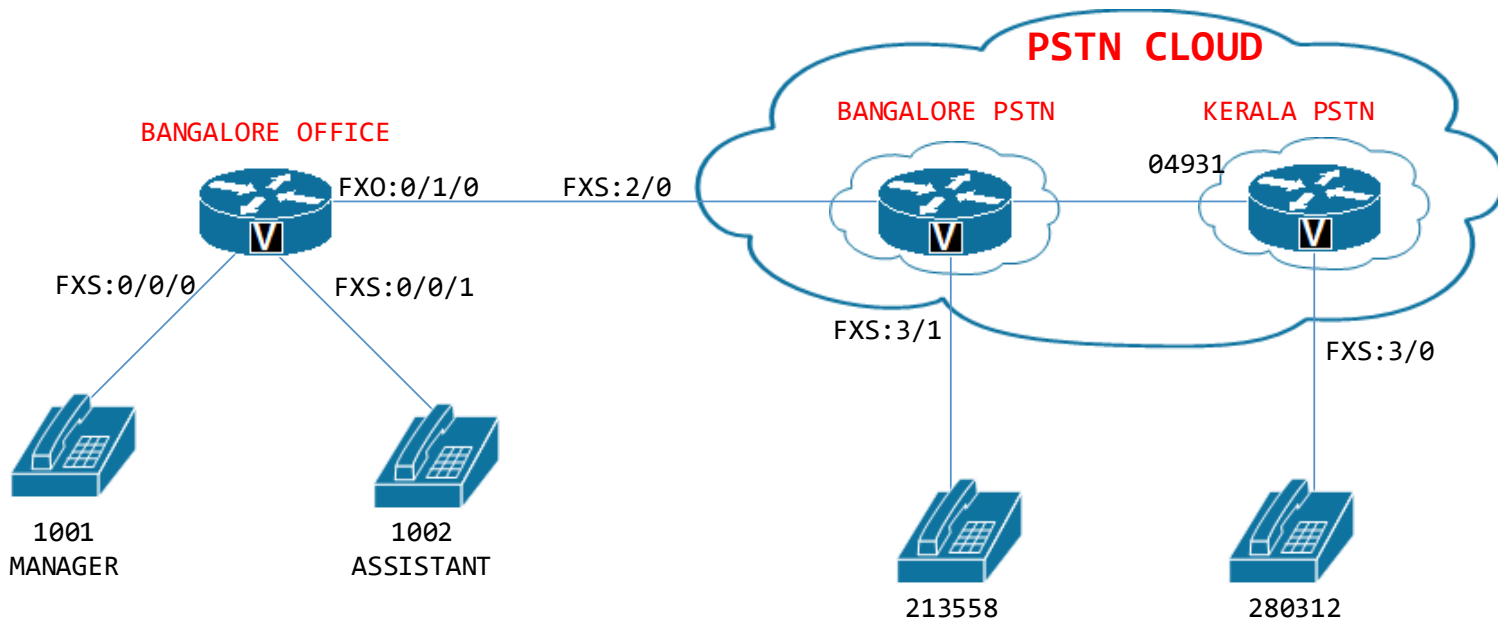 PSTN CLOUD
BANGALORE OFFICE
BANGALORE PSTN
KERALA PSTN
FXO:0/1/0
FXS:2/0
04931
V
V
V
FXS:0/0/0
FXS:0/0/1
FXS:3/1
FXS:3/0
1001
MANAGER
1002
ASSISTANT
213558
280312